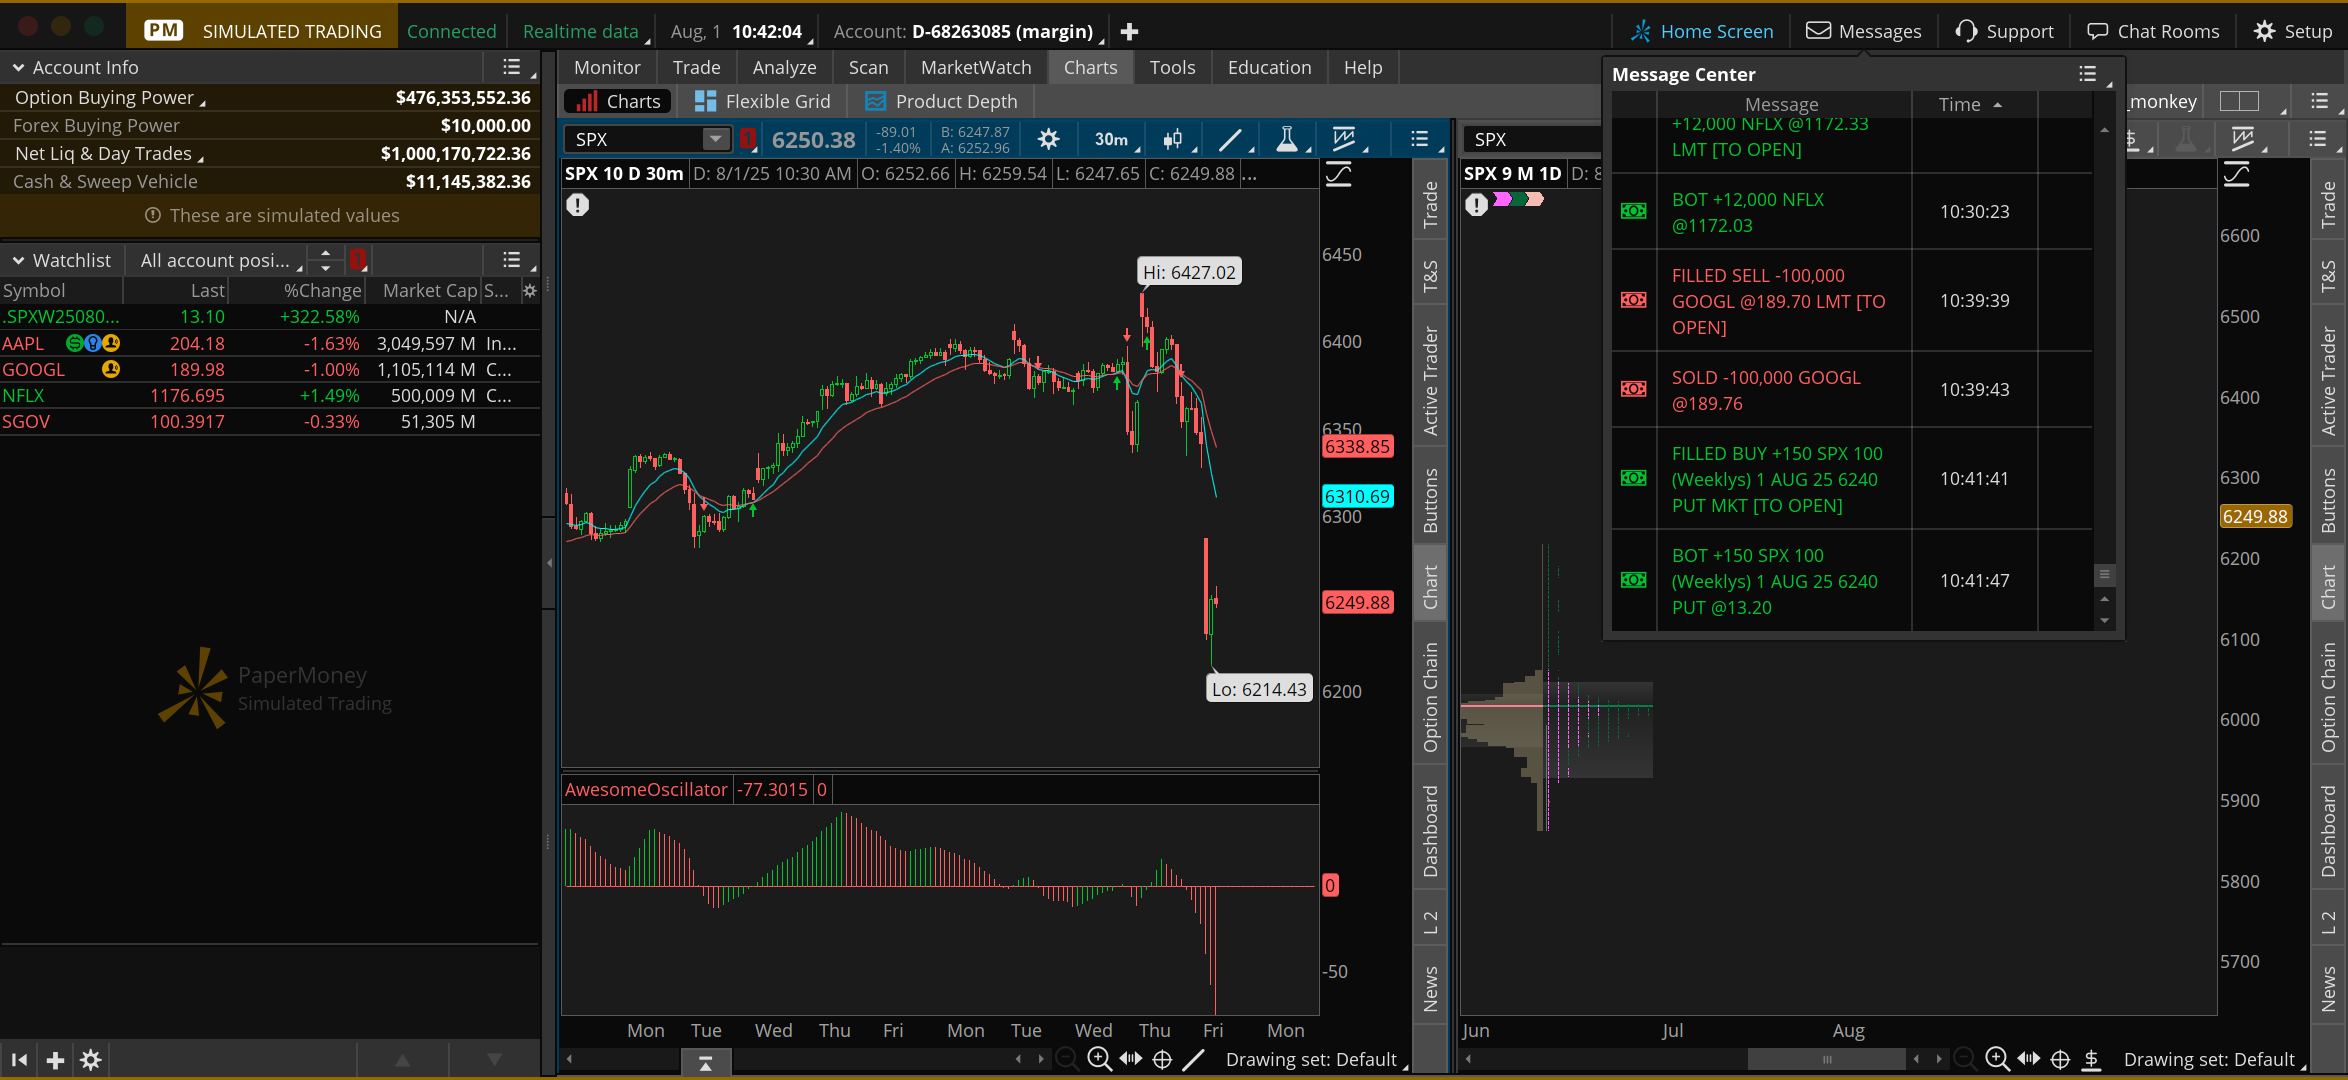 PM SIMULATED TRADING Connected Realtime data Aug, 1 10:42:04 Account: D-68263085 (margin) Home Screen Messages Support Chat Rooms Setup
Account Info
Option Buying Power $476,353,552.36
Forex Buying Power $10,000.00
Net Liq & Day Trades $1,000,170,722.36
Cash & Sweep Vehicle $11,145,382.36
These are simulated values
Watchlist All account posi... 1
Symbol Last %Change Market Cap S...
.SPXW25080... 13.10 +322.58% N/A
AAPL 204.18 -1.63% 3,049,597 M In...
GOOGL 189.98 -1.00% 1,105,114 M C...
NFLX 1176.695 +1.49% 500,009 M C...
SGOV 100.3917 -0.33% 51,305 M
PaperMoney
Simulated Trading
Monitor Trade Analyze Scan MarketWatch Charts Tools Education Help
Charts Flexible Grid Product Depth
SPX 1 6250.38 -89.01 B: 6247.87 30m
-1.40% A: 6252.96
SPX 10 D 30m D: 8/1/25 10:30 AM O: 6252.66 H: 6259.54 L: 6247.65 C: 6249.88 ...
Hi: 6427.02
Lo: 6214.43
6450
6400
6350
6338.85
6310.69
6300
6249.88
6200
AwesomeOscillator -77.3015 0
0
-50
Mon Tue Wed Thu Fri Mon Tue Wed Thu Fri Mon
Drawing set: Default
Trade
T&S
Active Trader
Buttons
Chart
Option Chain
Dashboard
L 2
News
SPX
_monkey
SPX 9 M 1D D: 8
Message Center
Message Time
+12,000 NFLX @1172.33
LMT [TO OPEN]
BOT +12,000 NFLX
@1172.03
10:30:23
FILLED SELL -100,000
GOOGL @189.70 LMT [TO
OPEN]
10:39:39
SOLD -100,000 GOOGL
@189.76
10:39:43
FILLED BUY +150 SPX 100
(Weeklys) 1 AUG 25 6240
PUT MKT [TO OPEN]
10:41:41
BOT +150 SPX 100
(Weeklys) 1 AUG 25 6240
PUT @13.20
10:41:47
6600
6500
6400
6300
6249.88
6200
6100
6000
5900
5800
5700
Jun Jul Aug
Drawing set: Default
Trade
T&S
Active Trader
Buttons
Chart
Option Chain
Dashboard
L 2
News